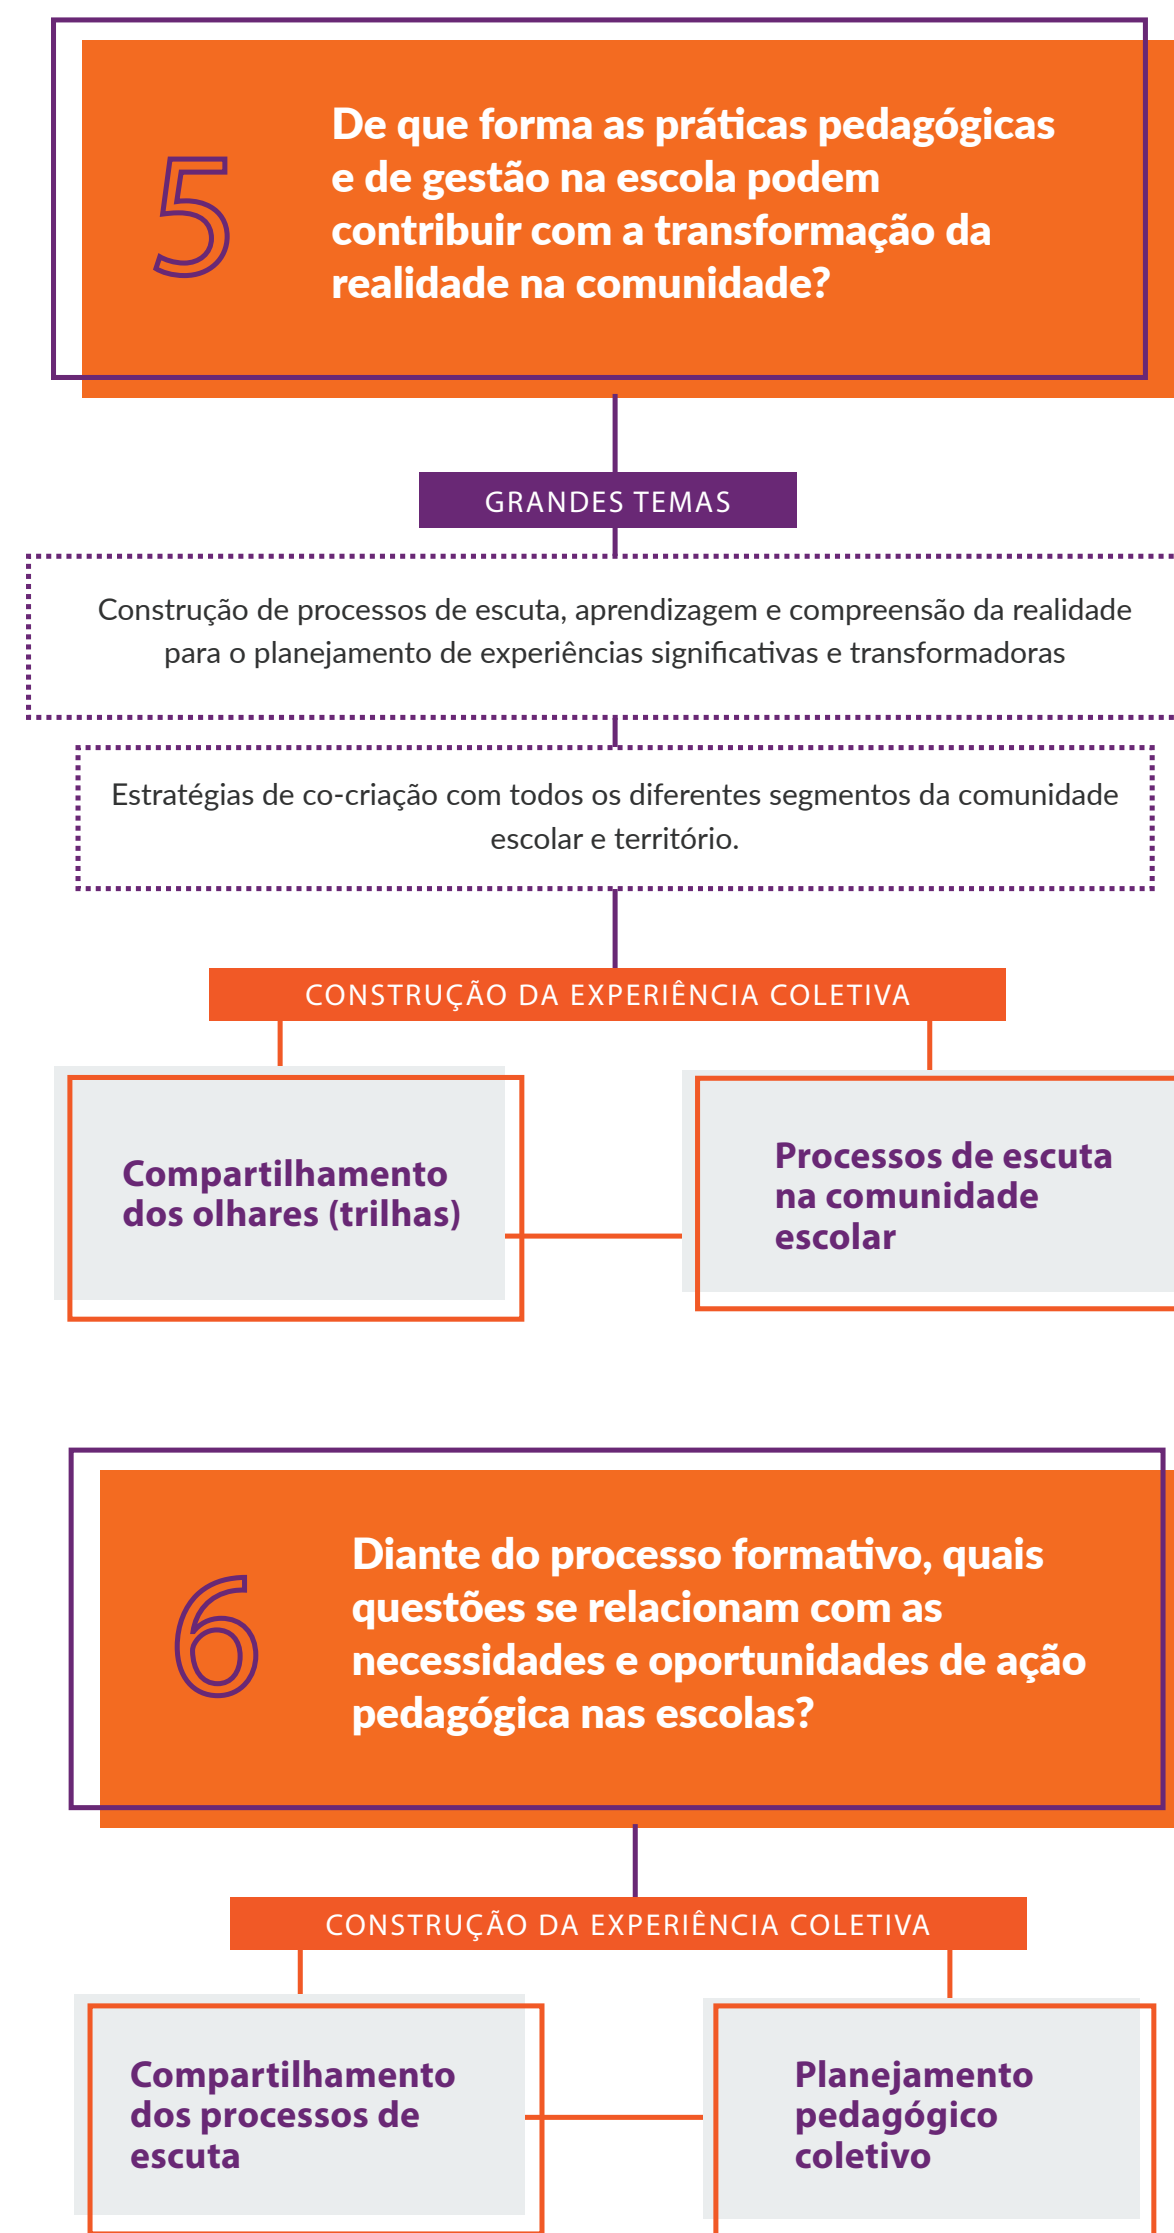 5
De que forma as práticas pedagógicas
e de gestão na escola podem
contribuir com a transformação da
realidade na comunidade?
GRANDES TEMAS
Construção de processos de escuta, aprendizagem e compreensão da realidade
para o planejamento de experiências significativas e transformadoras
Estratégias de co-criação com todos os diferentes segmentos da comunidade
escolar e território.
CONSTRUÇÃO DA EXPERIÊNCIA COLETIVA
Compartilhamento
dos olhares (trilhas)
Processos de escuta
na comunidade
escolar
6
Diante do processo formativo, quais
questões se relacionam com as
necessidades e oportunidades de ação
pedagógica nas escolas?
CONSTRUÇÃO DA EXPERIÊNCIA COLETIVA
Compartilhamento
dos processos de
escuta
Planejamento
pedagógico
coletivo